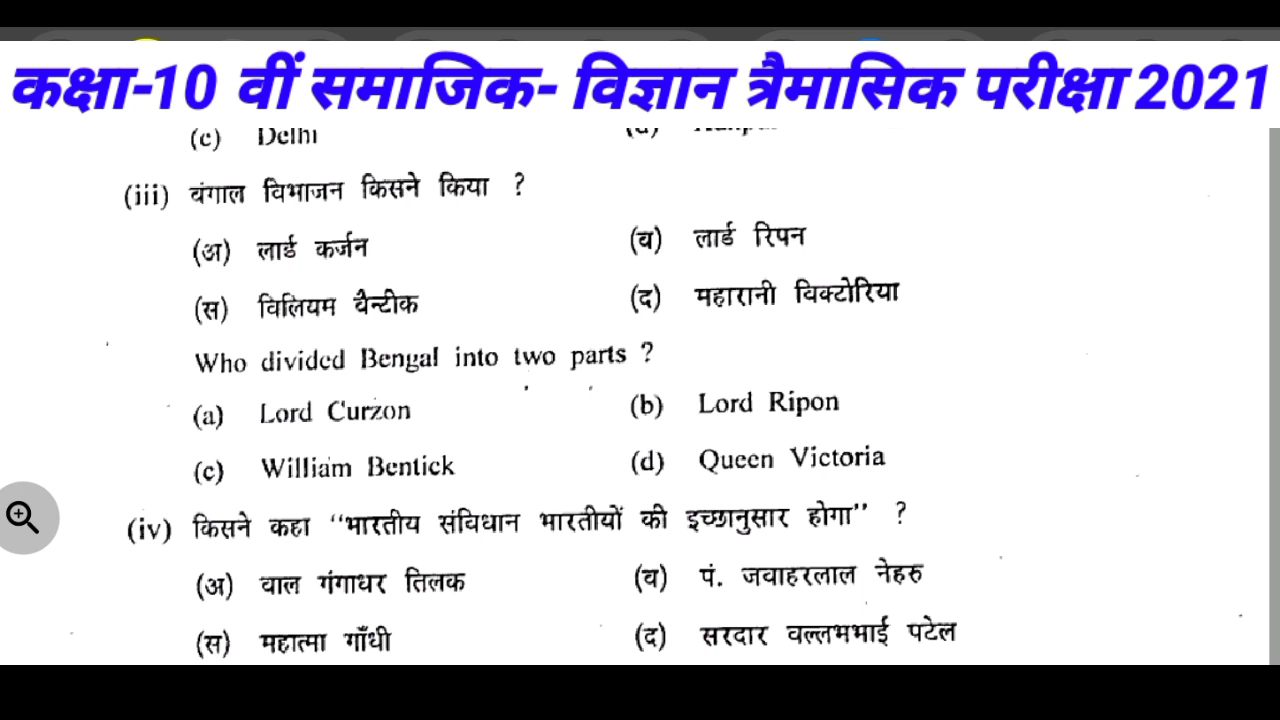 कक्षा-10 वीं समाजिक- विज्ञान त्रैमासिक परीक्षा 2021
(c) Delhi
(iii) बंगाल विभाजन किसने किया ?
(अ) लार्ड कर्जन (ब) लार्ड रिपन
(स) विलियम बैन्टीक (द) महारानी विक्टोरिया
Who divided Bengal into two parts ?
(a) Lord Curzon (b) Lord Ripon
(c) William Bentick (d) Queen Victoria
(iv) किसने कहा “भारतीय संविधान भारतीयों की इच्छानुसार होगा” ?
(अ) बाल गंगाधर तिलक (ब) पं. जवाहरलाल नेहरु
(स) महात्मा गाँधी (द) सरदार वल्लभभाई पटेल